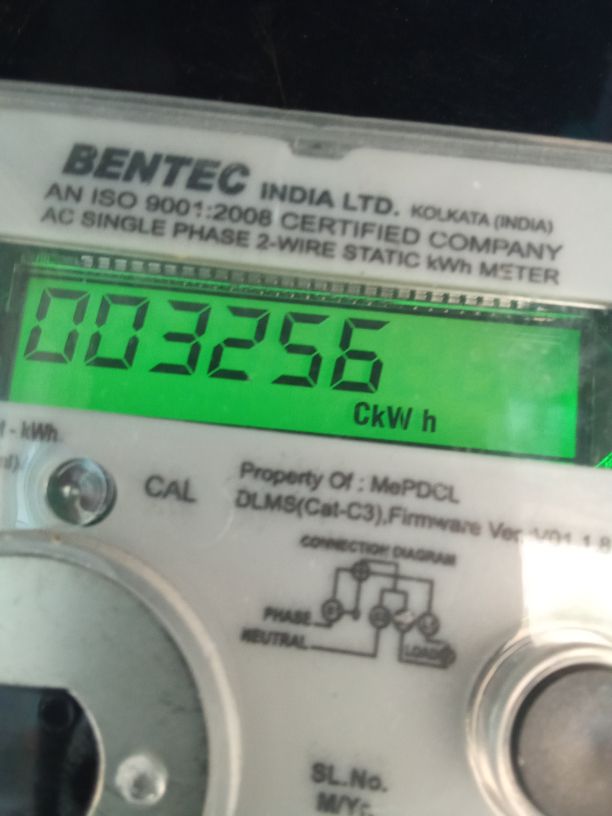 BENTEC INDIA LTD. KOLKATA (INDIA)
AN ISO 9001:2008 CERTIFIED COMPANY
AC SINGLE PHASE 2-WIRE STATIC kWh METER
003256
CkW h
- kWh.
CAL
Property Of : MePDCL
DLMS(Cat-C3),Firmware Ver.:V01.1.8
CONNECTION DIAGRAM
PHASE
NEUTRAL
LOAD
SL.No.
M/Yr.